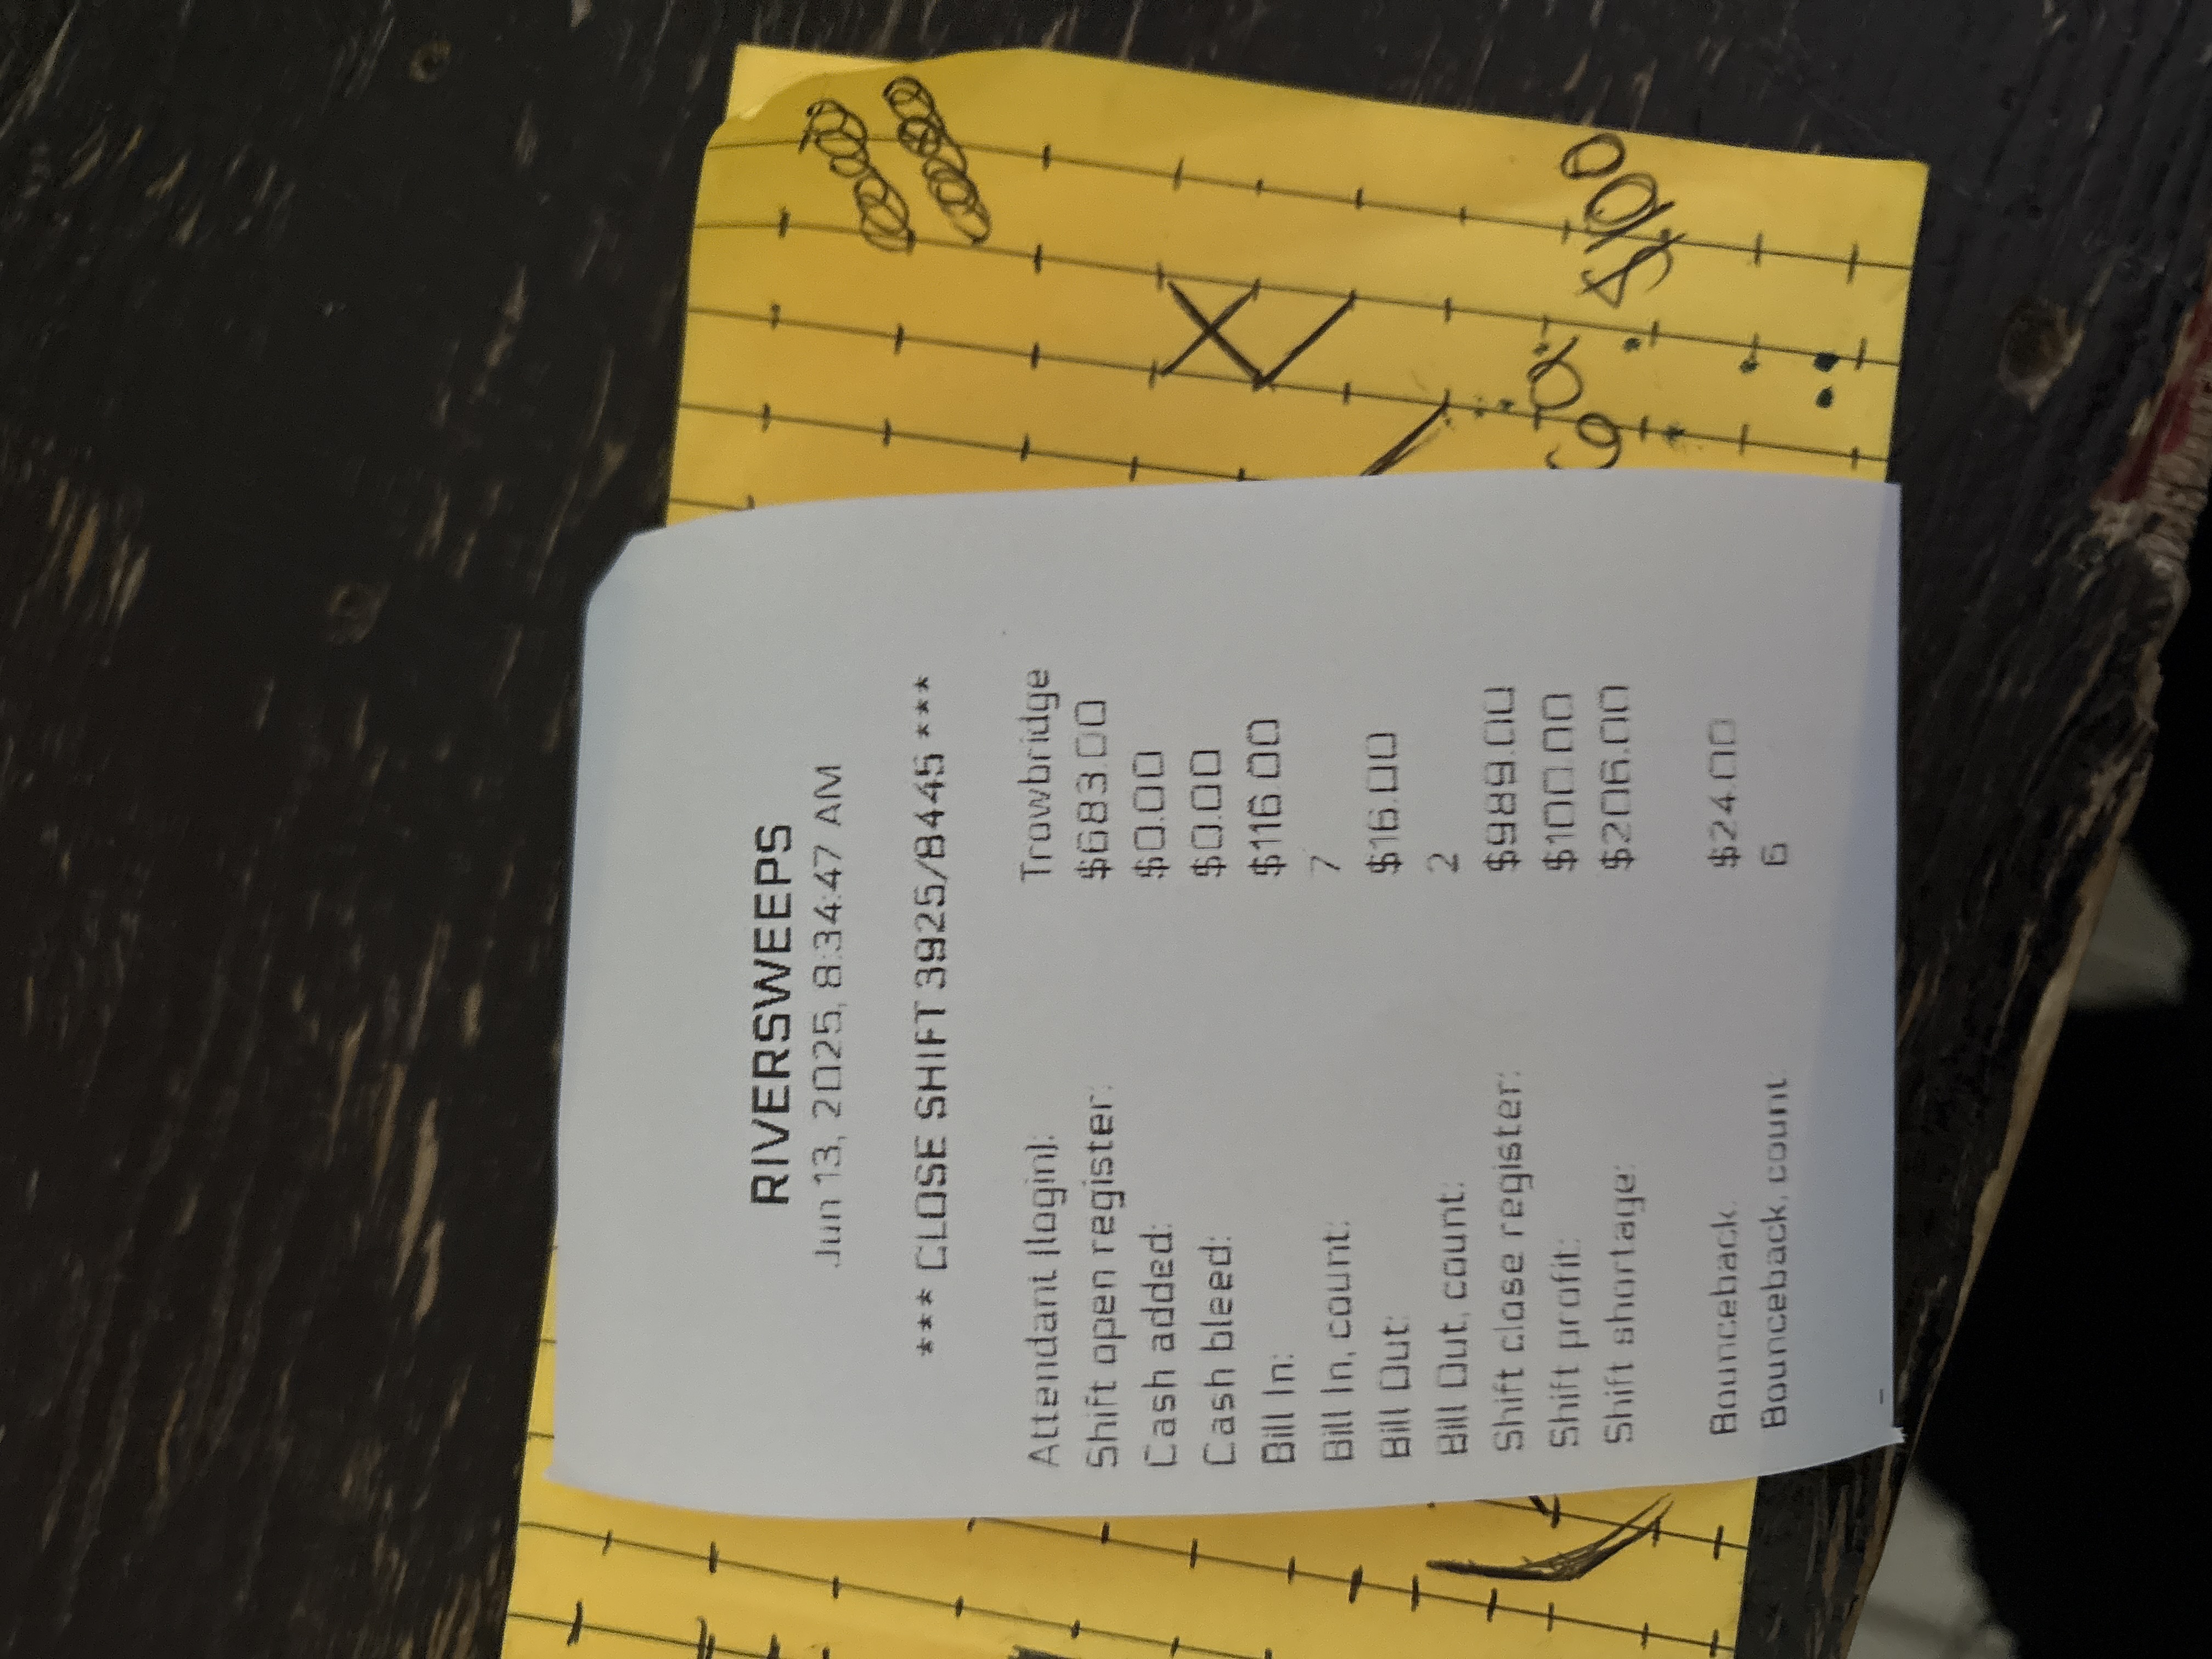 RIVERSWEEPS
Jun 13, 2025, 8:34:47 AM
*** CLOSE SHIFT 3925/8445 ***
Attendant (login): Trowbridge
Shift open register: $683.00
Cash added: $0.00
Cash bleed: $0.00
Bill In: $116.00
Bill In, count: 7
Bill Out: $16.00
Bill Out, count: 2
Shift close register: $989.00
Shift profit: $100.00
Shift shortage: $206.00
Bounceback: $24.00
Bounceback, count: 6